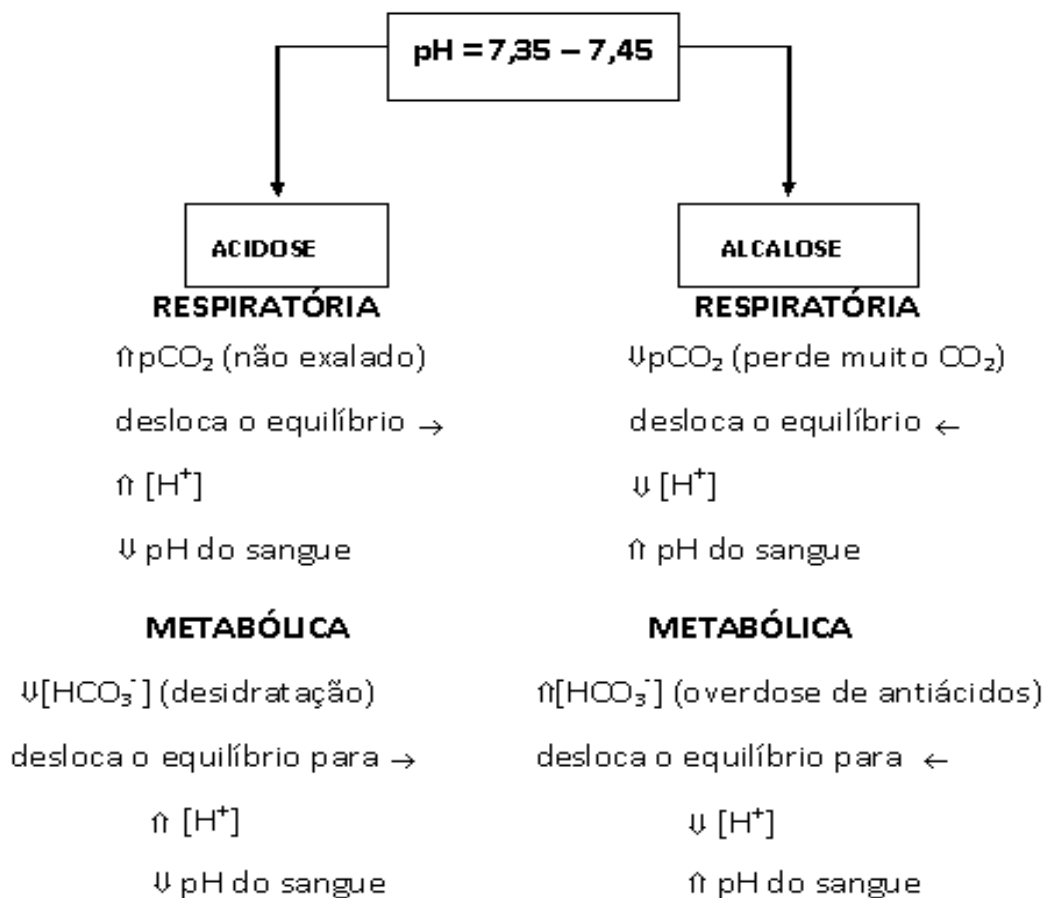 pH = 7,35 – 7,45
ACIDOSE
RESPIRATÓRIA
⇑pCO₂ (não exalado)
desloca o equilíbrio →
⇑ [H⁺]
⇓ pH do sangue
METABÓLICA
⇓[HCO₃⁻] (desidratação)
desloca o equilíbrio para →
⇑ [H⁺]
⇓ pH do sangue
ALCALOSE
RESPIRATÓRIA
⇓pCO₂ (perde muito CO₂)
desloca o equilíbrio ←
⇓ [H⁺]
⇑ pH do sangue
METABÓLICA
⇑[HCO₃⁻] (overdose de antiácidos)
desloca o equilíbrio para ←
⇓ [H⁺]
⇑ pH do sangue